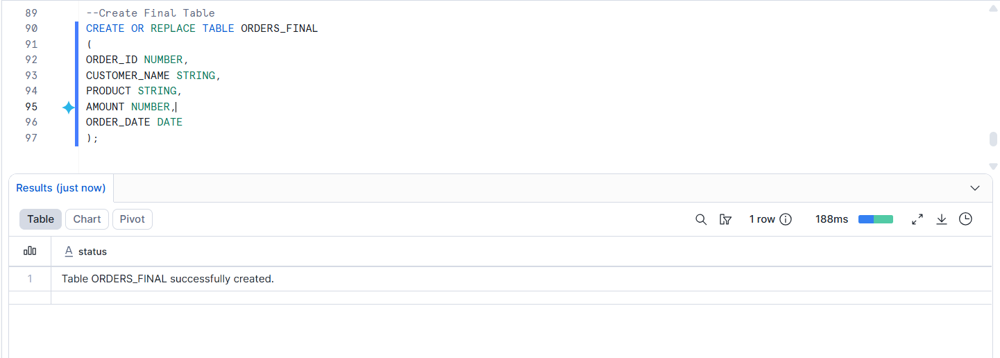 89 --Create Final Table
90 CREATE OR REPLACE TABLE ORDERS_FINAL
91 (
92 ORDER_ID NUMBER,
93 CUSTOMER_NAME STRING,
94 PRODUCT STRING,
95 AMOUNT NUMBER,
96 ORDER_DATE DATE
97 );
Results (just now)
Table Chart Pivot 1 row 188ms
A status
1 Table ORDERS_FINAL successfully created.